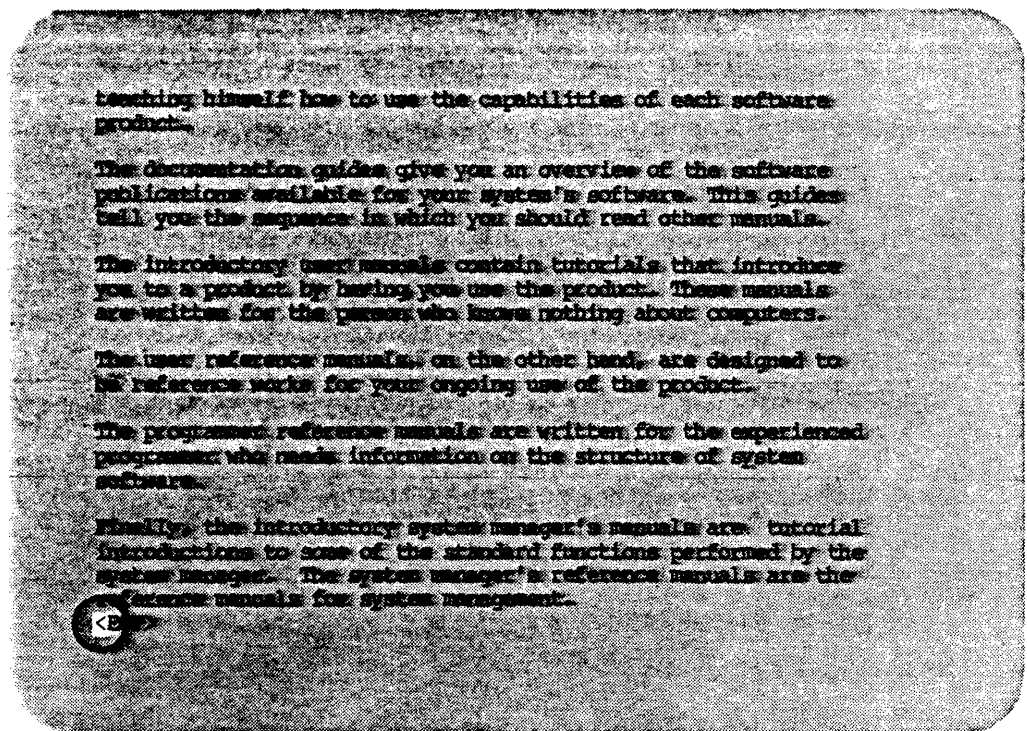 teaching himself how to use the capabilities of each software
product.
The documentation guides give you an overview of the software
publications available for your system's software. This guides
tell you the sequence in which you should read other manuals.
The introductory user manuals contain tutorials that introduce
you to a product by having you use the product. These manuals
are written for the person who knows nothing about computers.
The user reference manuals, on the other hand, are designed to
be reference works for your ongoing use of the product.
The programmer reference manuals are written for the experienced
programmer who needs information on the structure of system
software.
Finally, the introductory system manager's manuals are tutorial
introductions to some of the standard functions performed by the
system manager. The system manager's reference manuals are the
reference manuals for system management.